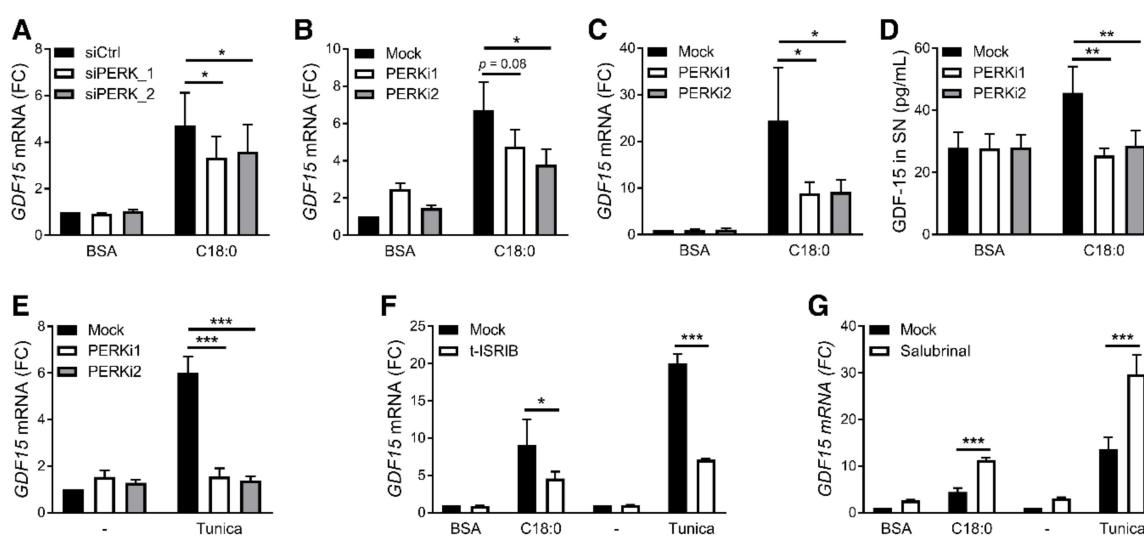 A
GDF15 mRNA (FC)
8
6
4
2
0
siCtrl
siPERK_1
siPERK_2
*
*
BSA
C18:0
B
GDF15 mRNA (FC)
10
8
6
4
2
0
Mock
PERKi1
PERKi2
*
p = 0.08
BSA
C18:0
C
GDF15 mRNA (FC)
40
30
20
10
0
Mock
PERKi1
PERKi2
*
*
BSA
C18:0
D
GDF-15 in SN (pg/mL)
60
40
20
0
Mock
PERKi1
PERKi2
**
**
BSA
C18:0
E
GDF15 mRNA (FC)
8
6
4
2
0
Mock
PERKi1
PERKi2
***
***
-
Tunica
F
GDF15 mRNA (FC)
25
20
15
10
5
0
Mock
t-ISRIB
*
***
BSA
C18:0
-
Tunica
G
GDF15 mRNA (FC)
40
30
20
10
0
Mock
Salubrinal
***
***
BSA
C18:0
-
Tunica